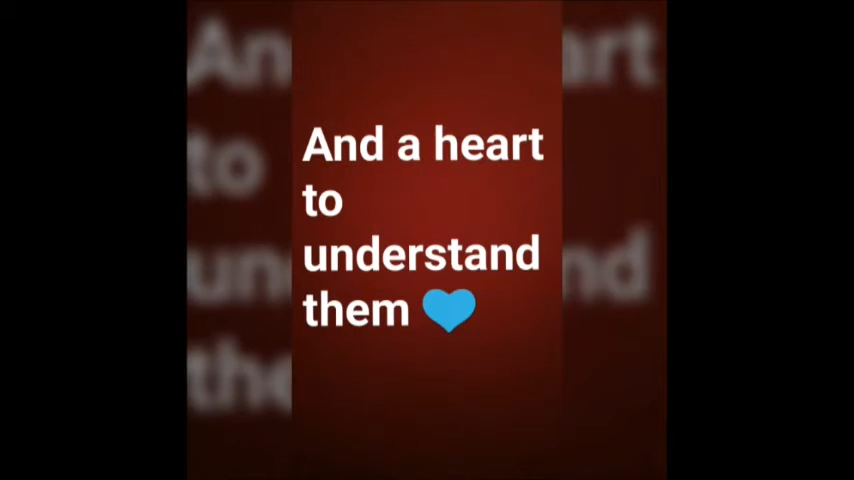 And a heart
to
understand
them 💙